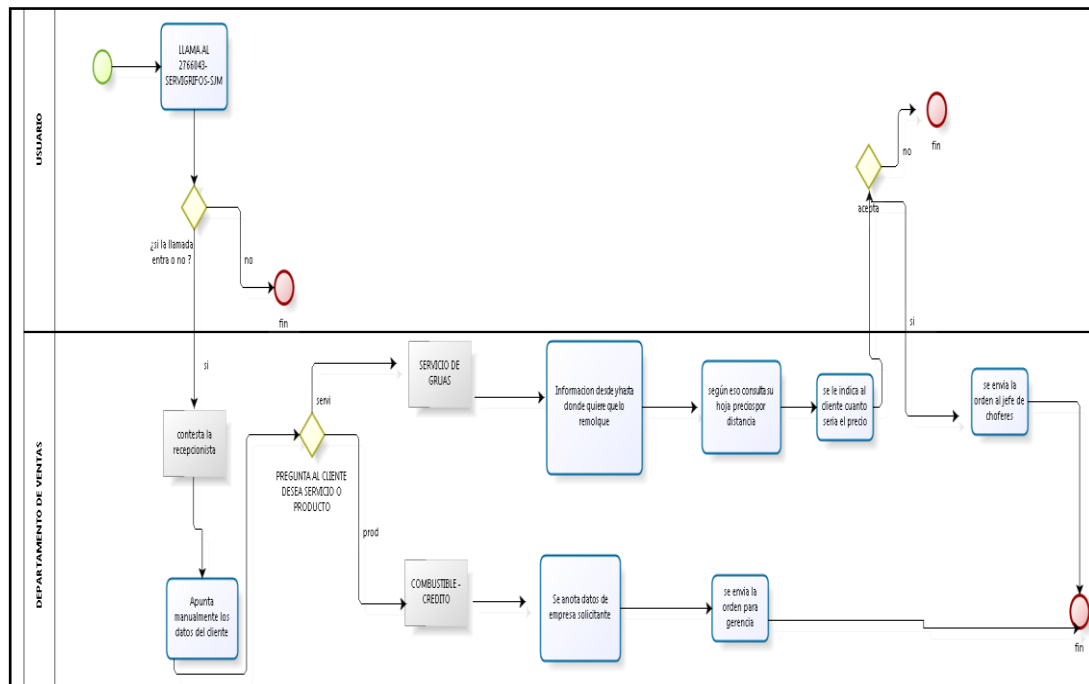 USUARIO
LLAMA AL
2766043-
SERVIGRIFOS-SJM
¿si la llamada
entra o no ?
no
fin
acepta
no
fin
si
si
DEPARTAMENTO DE VENTAS
contesta la
recepcionista
Apunta
manualmente los
datos del cliente
servi
PREGUNTA AL CLIENTE
DESEA SERVICIO O
PRODUCTO
prod
SERVICIO DE
GRUAS
Informacion desde y hasta
donde quiere que lo
remolque
según eso consulta su
hoja precios por
distancia
se le indica al
cliente cuanto
seria el precio
se envia la
orden al jefe de
choferes
COMBUSTIBLE -
CREDITO
Se anota datos de
empresa solicitante
se envia la
orden para
gerencia
fin